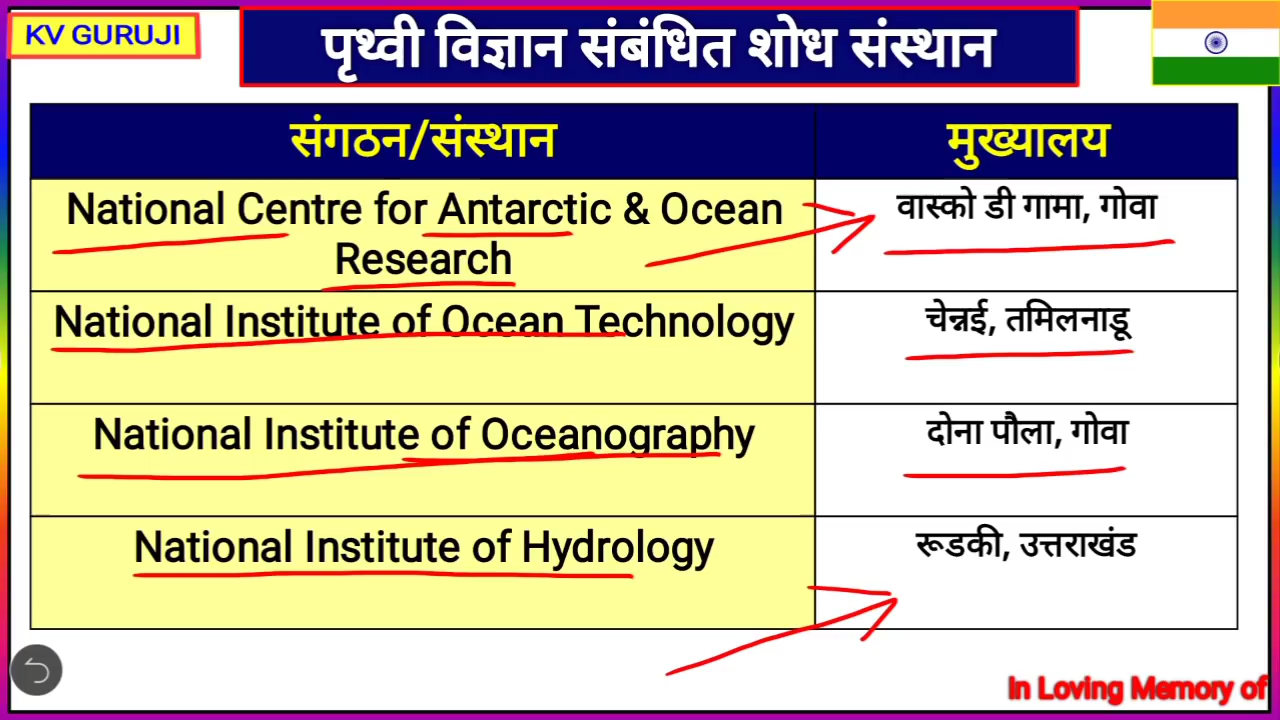 KV GURUJI
पृथ्वी विज्ञान संबंधित शोध संस्थान
संगठन/संस्थान
मुख्यालय
National Centre for Antarctic & Ocean
Research
वास्को डी गामा, गोवा
National Institute of Ocean Technology
चेन्नई, तमिलनाडू
National Institute of Oceanography
दोना पौला, गोवा
National Institute of Hydrology
रूडकी, उत्तराखंड
In Loving Memory of